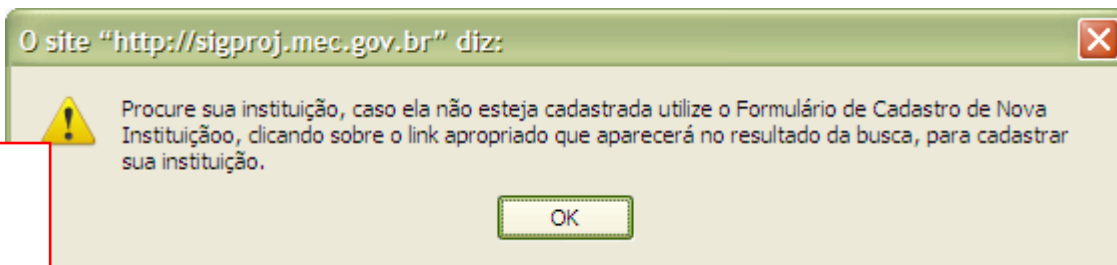 O site “http://sigproj.mec.gov.br” diz:
Procure sua instituição, caso ela não esteja cadastrada utilize o Formulário de Cadastro de Nova
Instituiçãoo, clicando sobre o link apropriado que aparecerá no resultado da busca, para cadastrar
sua instituição.
OK